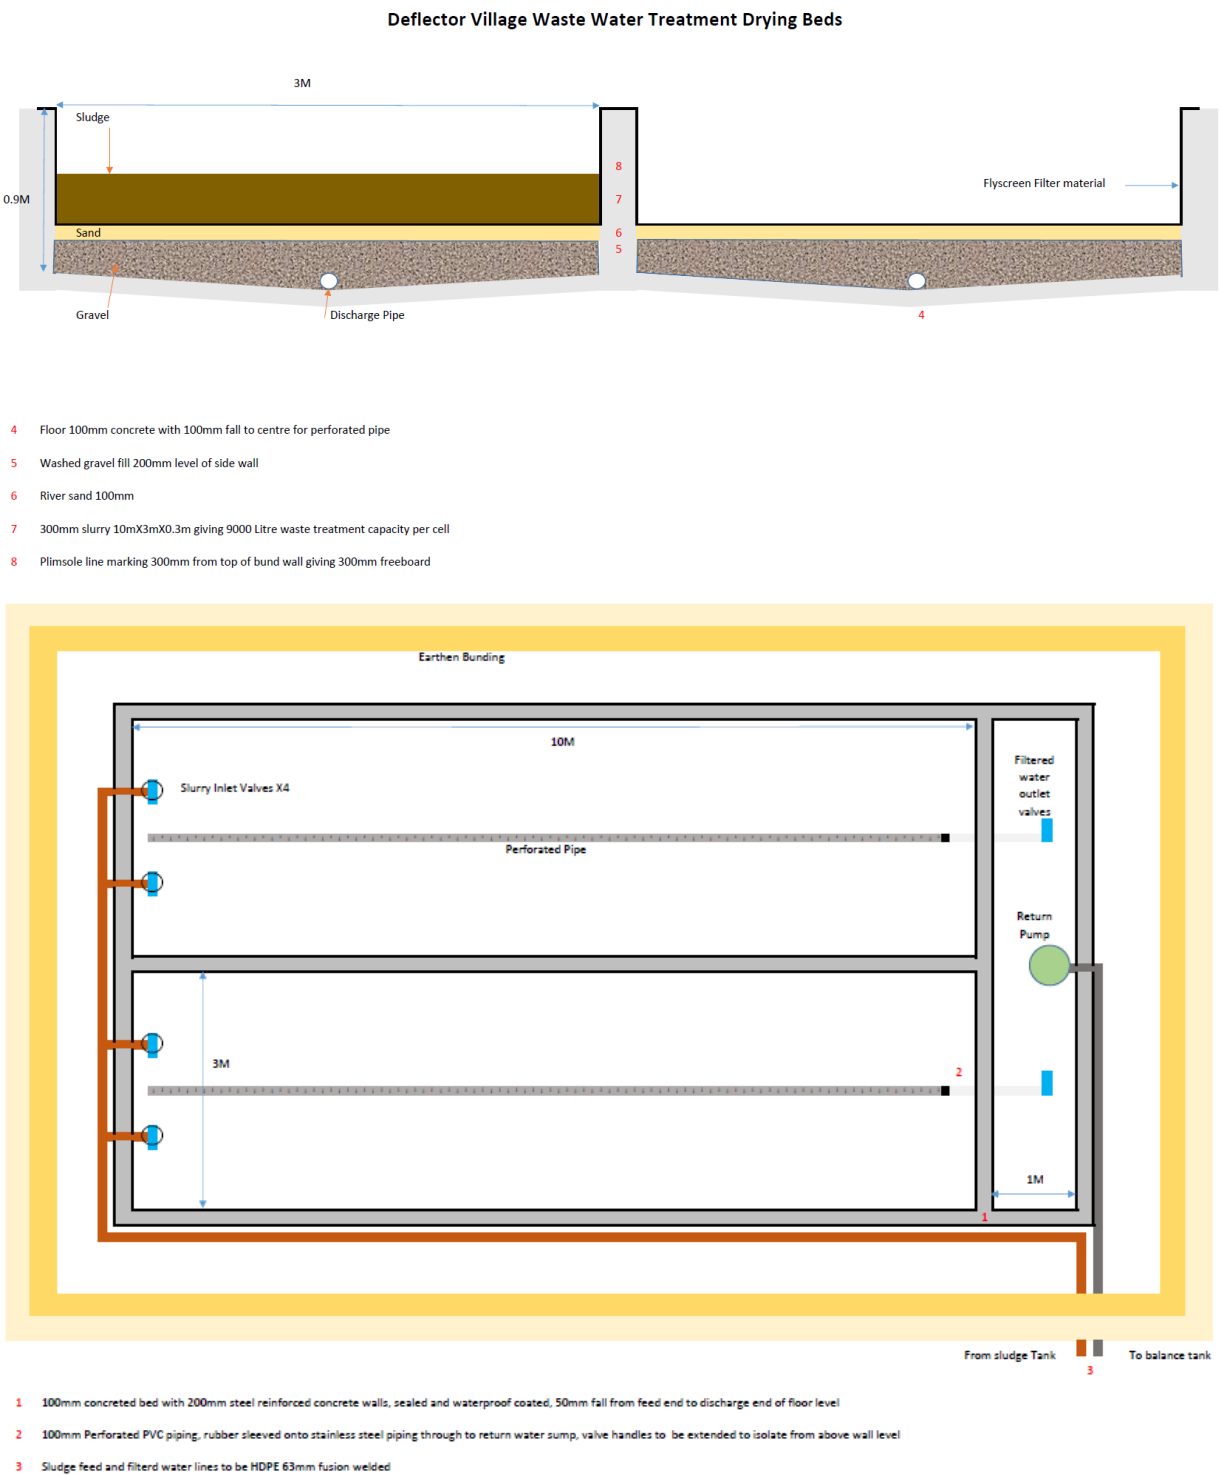 Deflector Village Waste Water Treatment Drying Beds
3M
Sludge
8
Flyscreen Filter material
0.9M
7
Sand
6
5
Gravel
Discharge Pipe
4
4 Floor 100mm concrete with 100mm fall to centre for perforated pipe
5 Washed gravel fill 200mm level of side wall
6 River sand 100mm
7 300mm slurry 10mX3mX0.3m giving 9000 Litre waste treatment capacity per cell
8 Plimsole line marking 300mm from top of bund wall giving 300mm freeboard
Earthen Bunding
10M
Slurry Inlet Valves X4
Filtered
water
outlet
valves
Perforated Pipe
Return
Pump
3M
2
1M
1
From sludge Tank
To balance tank
3
1 100mm concreted bed with 200mm steel reinforced concrete walls, sealed and waterproof coated, 50mm fall from feed end to discharge end of floor level
2 100mm Perforated PVC piping, rubber sleeved onto stainless steel piping through to return water sump, valve handles to be extended to isolate from above wall level
3 Sludge feed and filterd water lines to be HDPE 63mm fusion welded